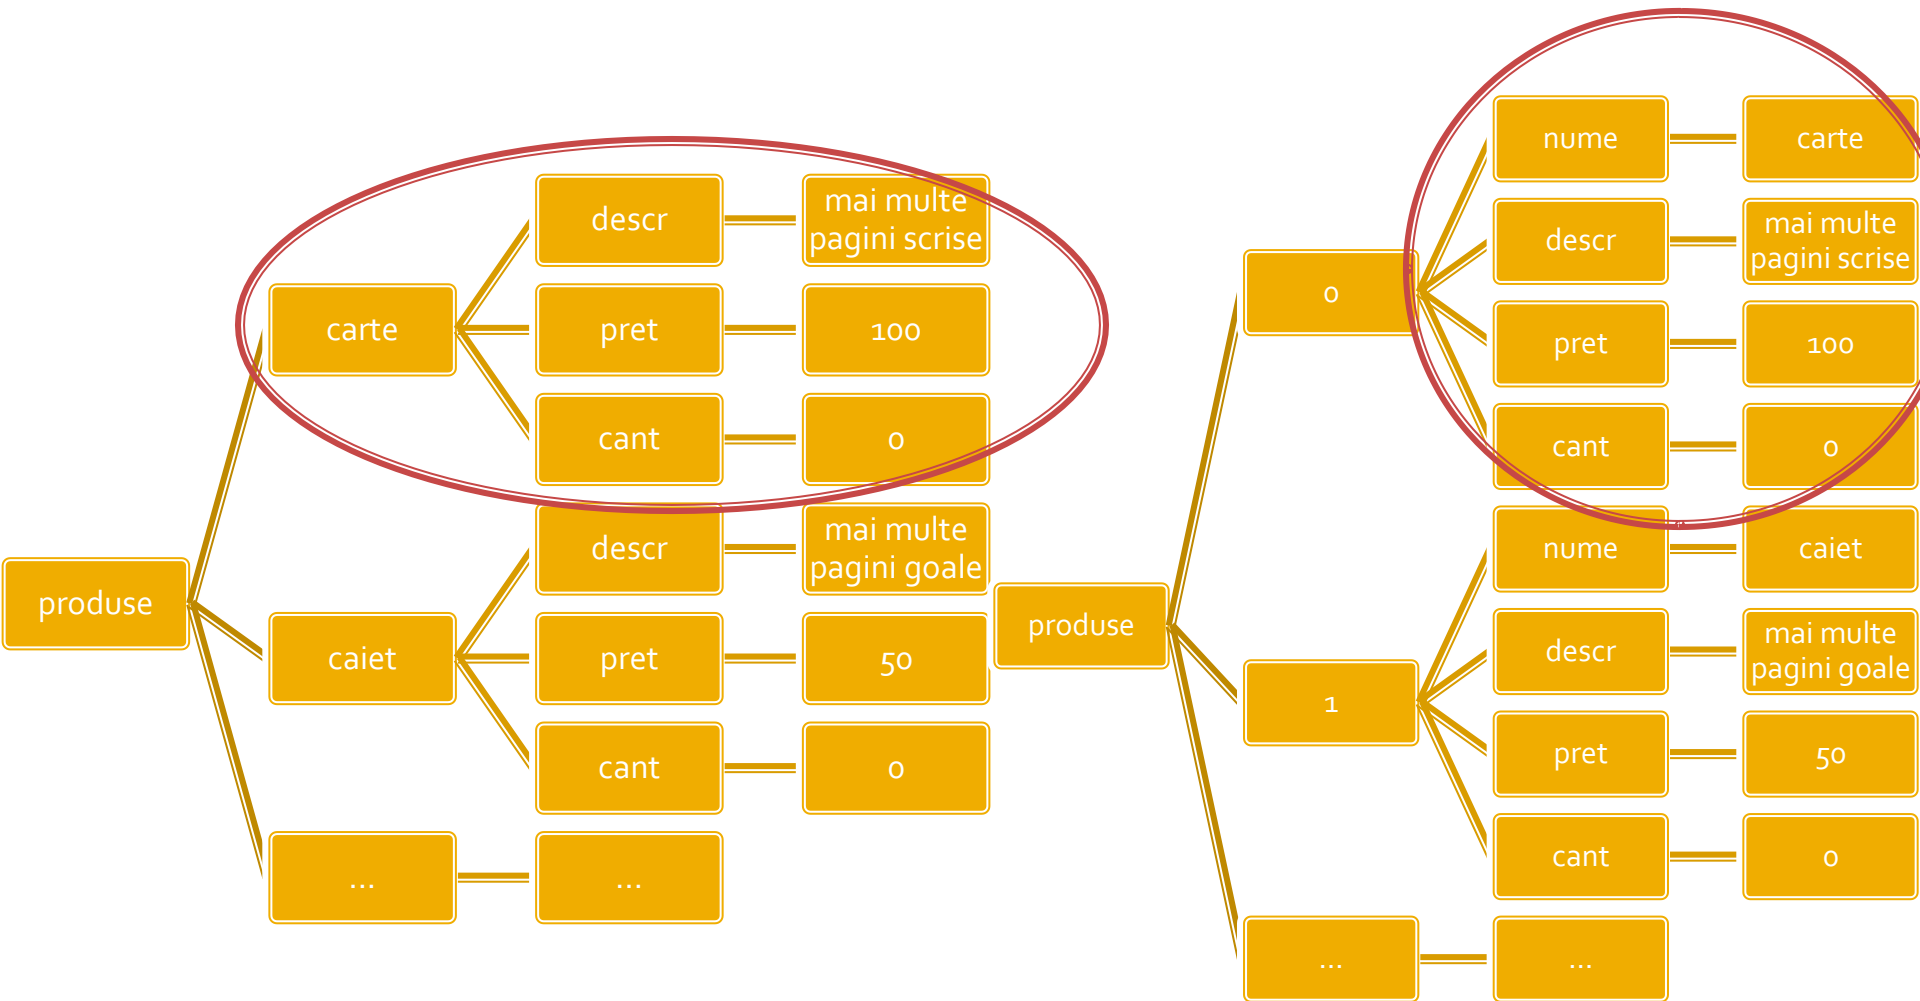 produse
carte
descr
mai multe
pagini scrise
pret
100
cant
0
caiet
descr
mai multe
pagini goale
pret
50
cant
0
...
...
produse
0
nume
carte
descr
mai multe
pagini scrise
pret
100
cant
0
1
nume
caiet
descr
mai multe
pagini goale
pret
50
cant
0
...
...